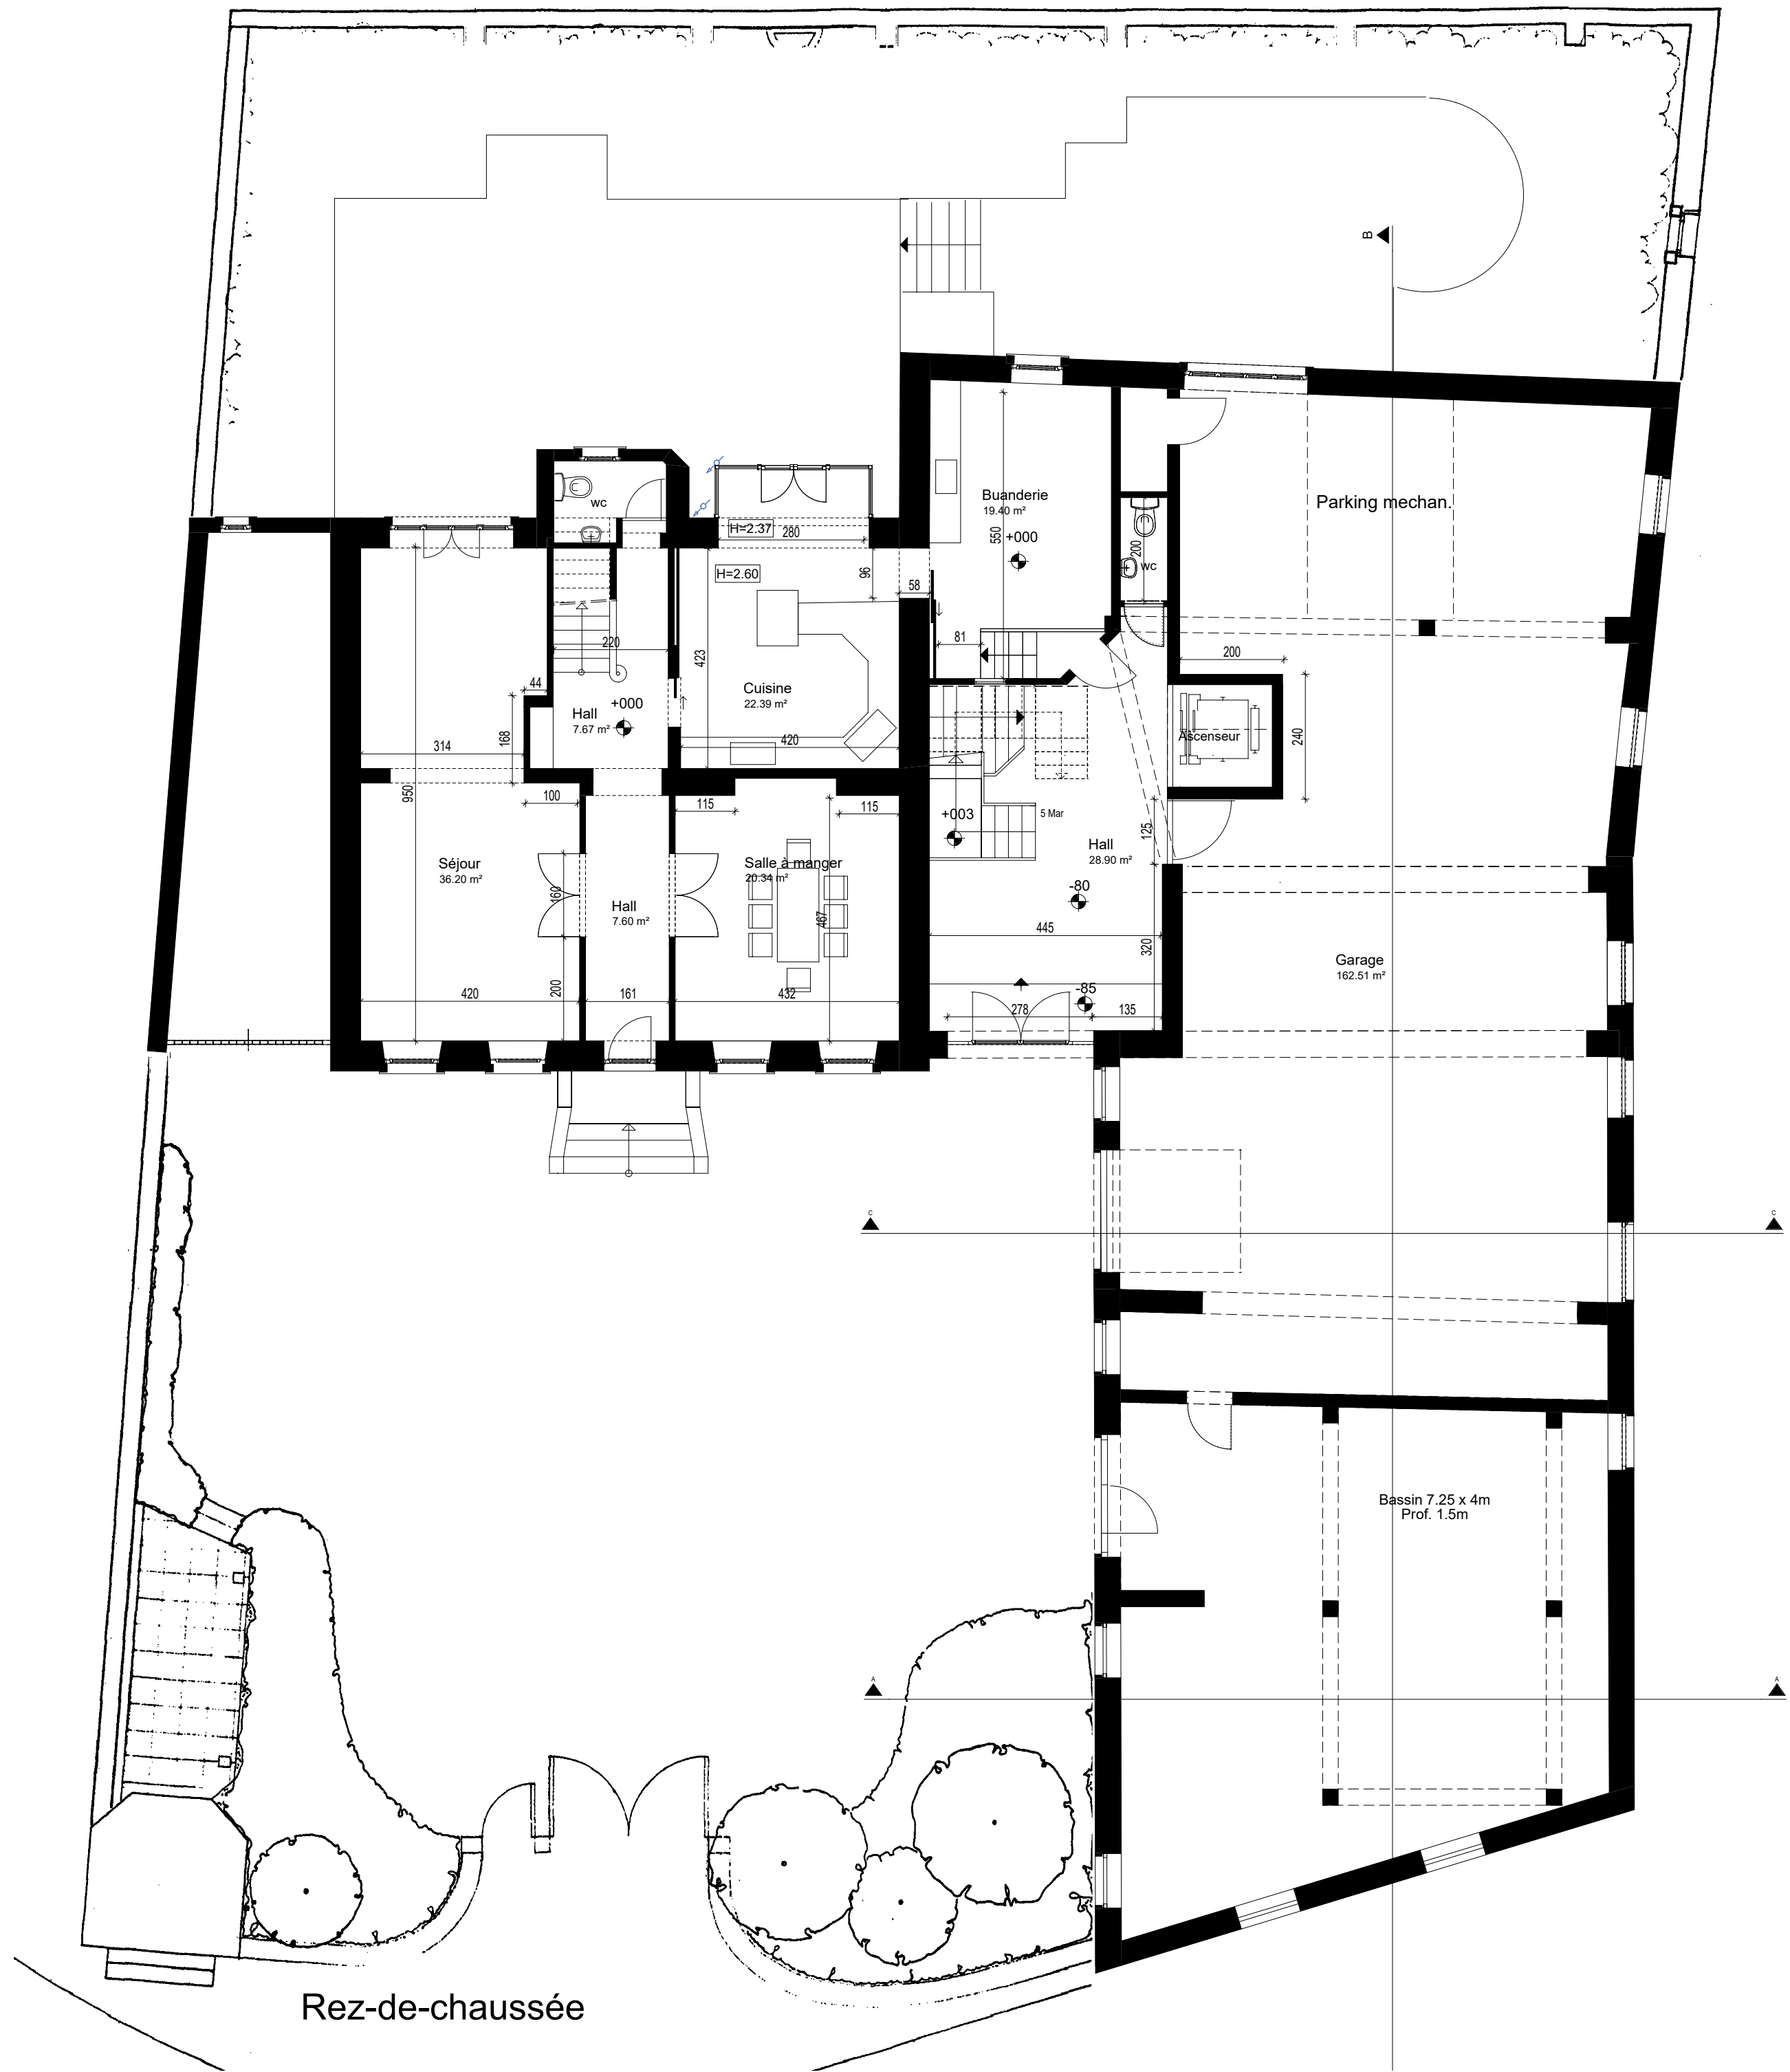 B
wc
H=2.37
280
H=2.60
96
58
Buanderie
19.40 m²
550
+000
200
wc
Parking mechan.
220
423
81
200
44
Hall
7.67 m²
+000
Cuisine
22.39 m²
420
314
168
950
Ascenseur
240
100
115
115
+003
5 Mar
125
Hall
28.90 m²
Séjour
36.20 m²
160
Hall
7.60 m²
Salle à manger
20.34 m²
467
-80
445
320
Garage
162.51 m²
420
200
161
432
-85
278
135
C
C
Bassin 7.25 x 4m
Prof. 1.5m
A
A
Rez-de-chaussée